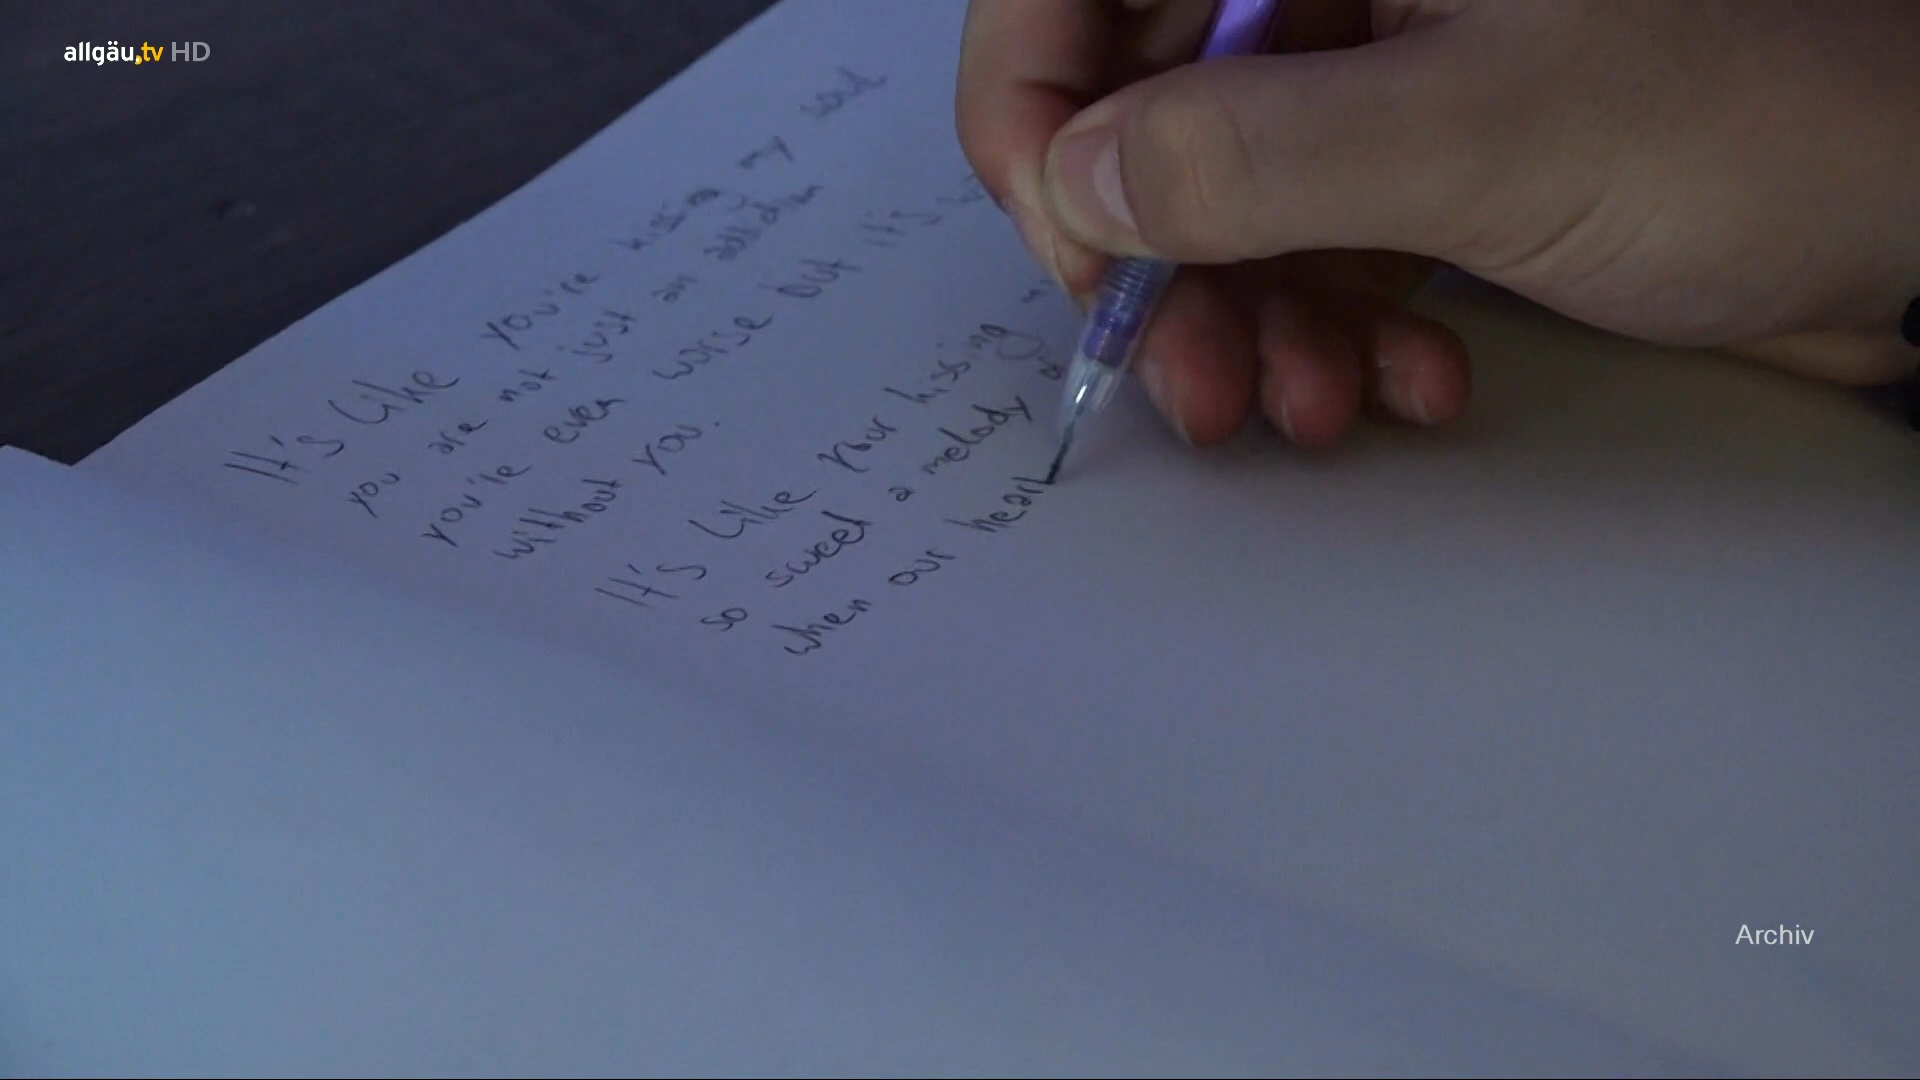 allgäu.tv HD
It's like you're kissing my soul
you are not just an addiction
you're even worse but it's
without you.
It's like your kissing
so sweet a melody
when our heart
Archiv